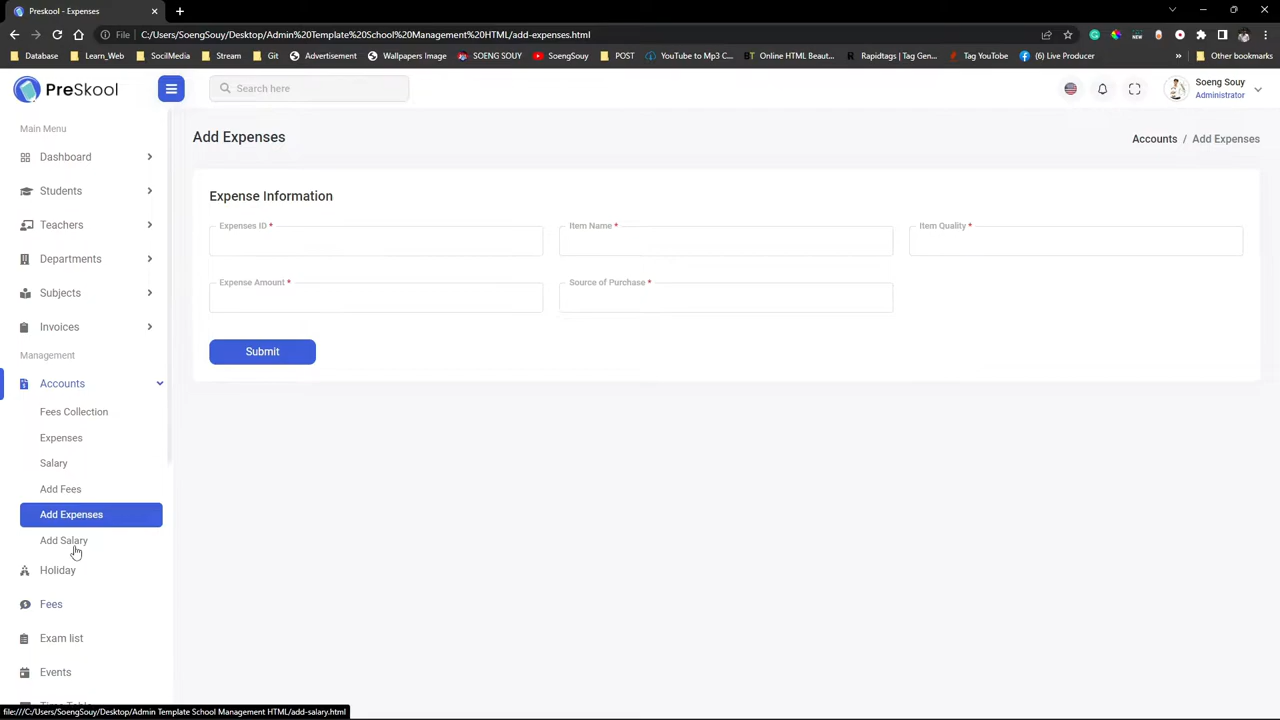 Preskool - Expenses
File C:/Users/SoengSouy/Desktop/Admin%20Template%20School%20Management%20HTML/add-expenses.html
Database Learn_Web SocilMedia Stream Git Advertisement Wallpapers Image SOENG SOUY SoengSouy POST YouTube to Mp3 C... Online HTML Beautif... Rapidtags | Tag Gen... Tag YouTube (8) Live Producer Other bookmarks
PreSkool
Search here
Soeng Souy
Administrator
Main Menu
Dashboard
Students
Teachers
Departments
Subjects
Invoices
Management
Accounts
Fees Collection
Expenses
Salary
Add Fees
Add Expenses
Add Salary
Holiday
Fees
Exam list
Events
Add Expenses
Accounts / Add Expenses
Expense Information
Expenses ID *
Item Name *
Item Quality *
Expense Amount *
Source of Purchase *
Submit
file:///C:/Users/SoengSouy/Desktop/Admin Template School Management HTML/add-salary.html